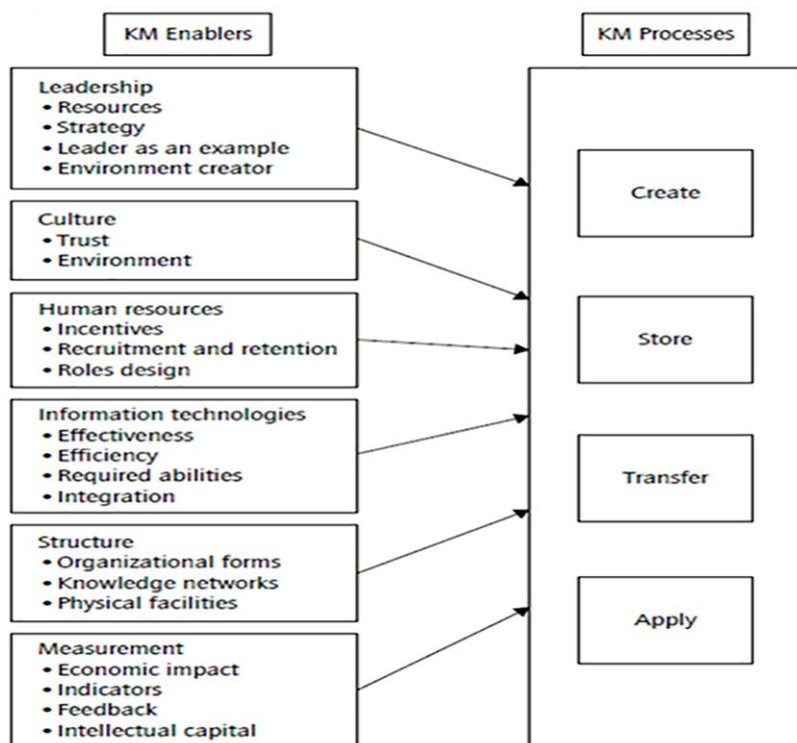 KM Enablers
KM Processes
Leadership
• Resources
• Strategy
• Leader as an example
• Environment creator
Culture
• Trust
• Environment
Human resources
• Incentives
• Recruitment and retention
• Roles design
Information technologies
• Effectiveness
• Efficiency
• Required abilities
• Integration
Structure
• Organizational forms
• Knowledge networks
• Physical facilities
Measurement
• Economic impact
• Indicators
• Feedback
• Intellectual capital
Create
Store
Transfer
Apply